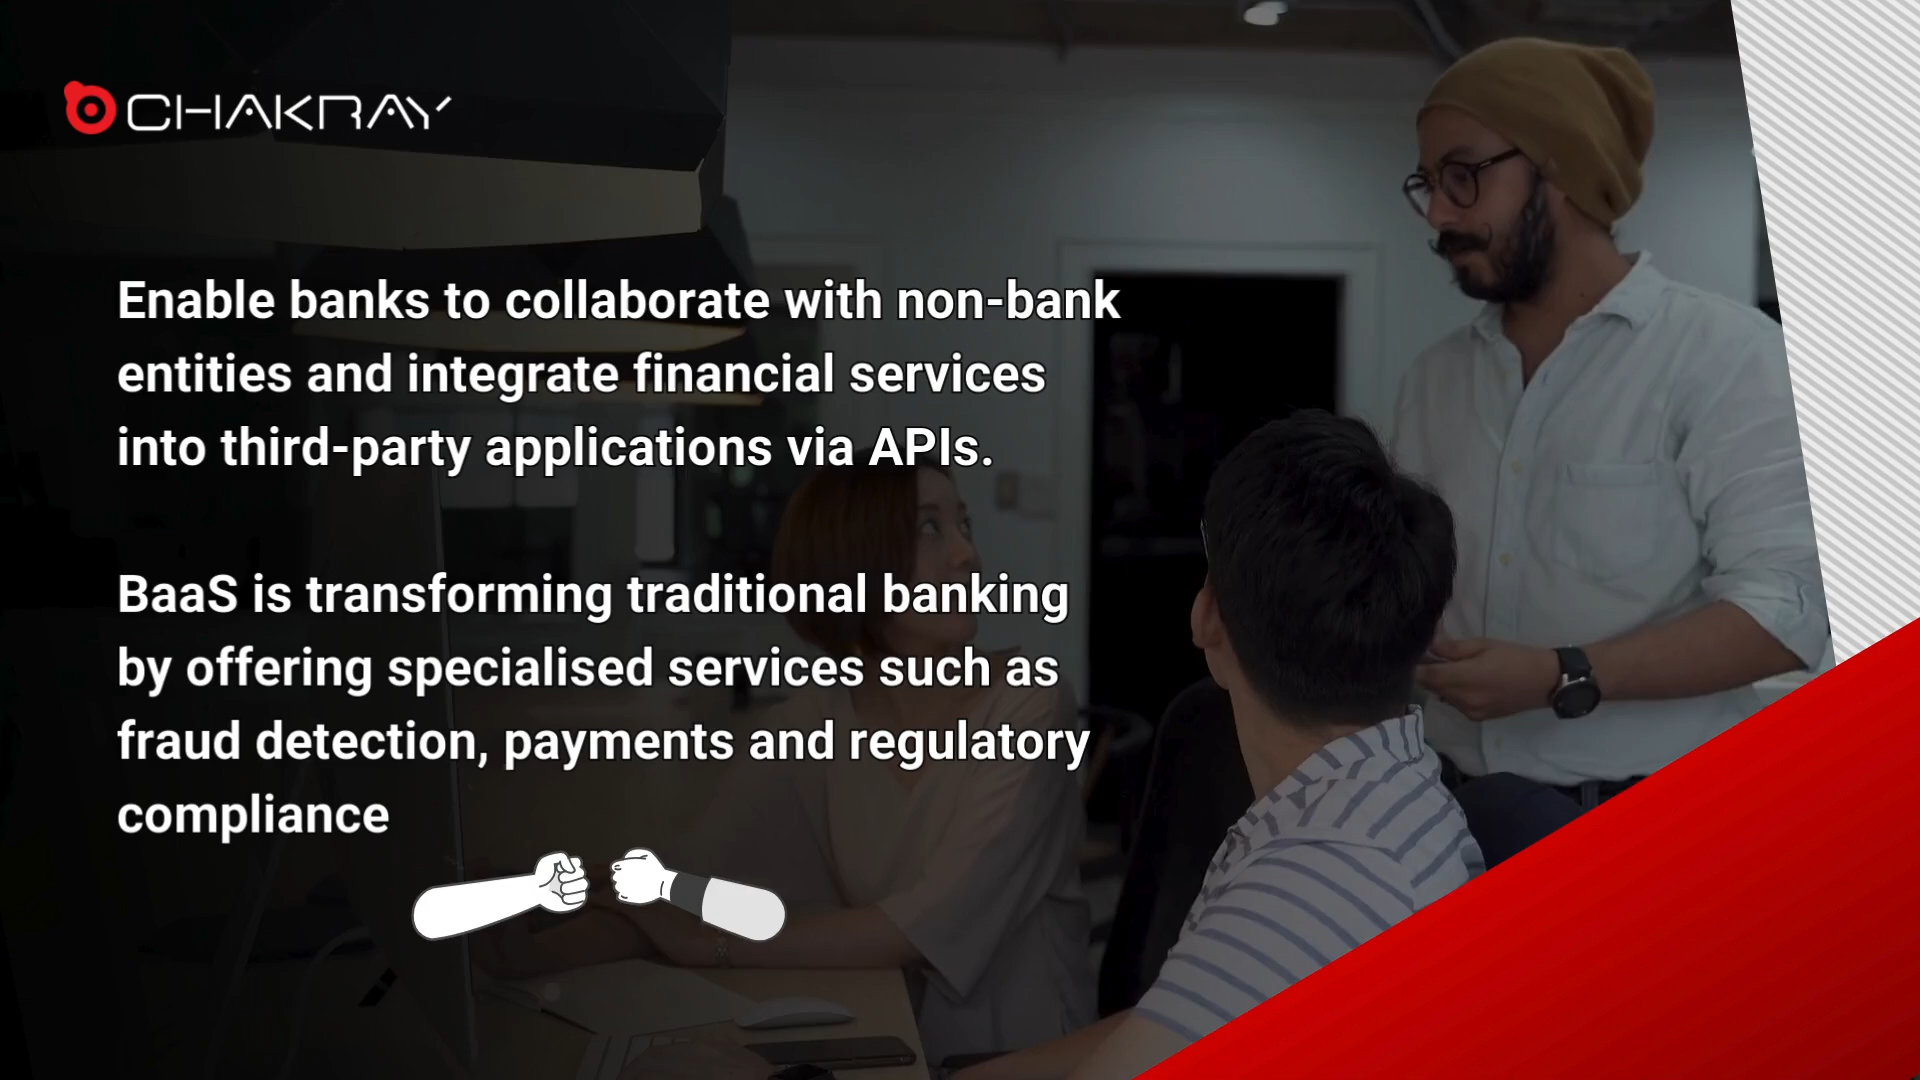 CHAKRAY
Enable banks to collaborate with non-bank
entities and integrate financial services
into third-party applications via APIs.
BaaS is transforming traditional banking
by offering specialised services such as
fraud detection, payments and regulatory
compliance